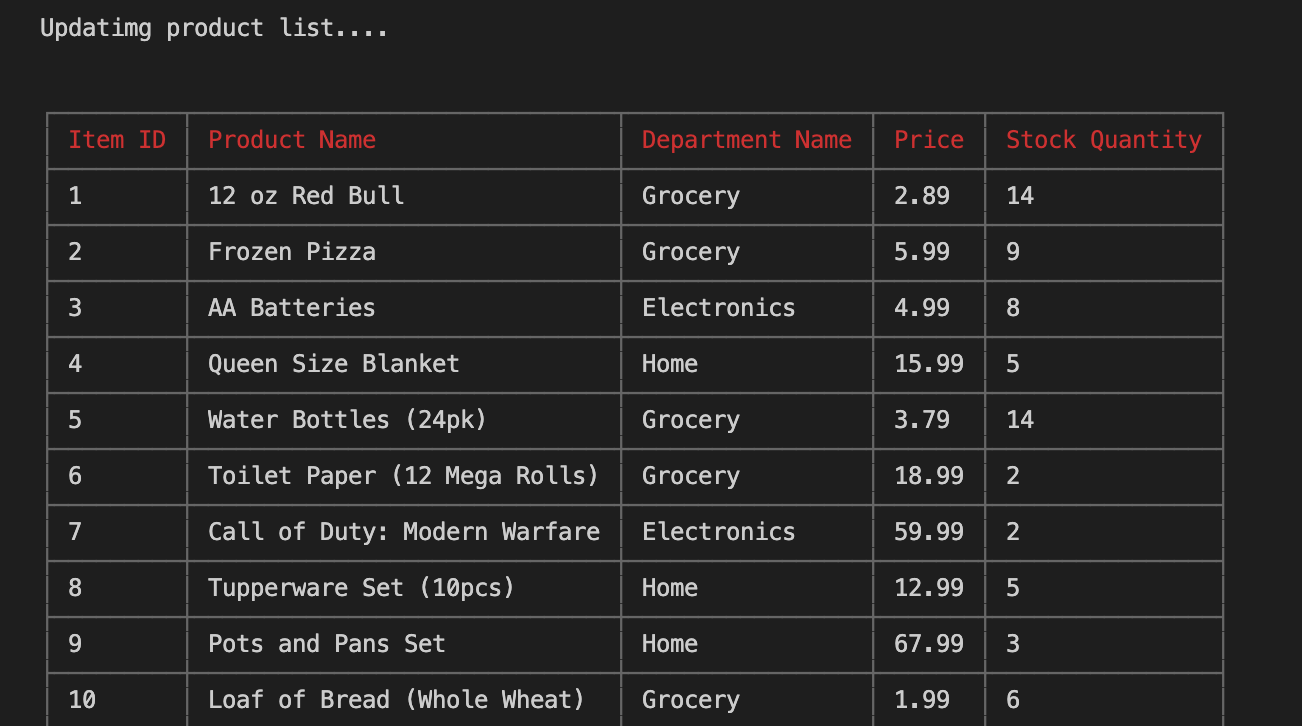 Updatimg product list....
Item ID Product Name Department Name Price Stock Quantity
1 12 oz Red Bull Grocery 2.89 14
2 Frozen Pizza Grocery 5.99 9
3 AA Batteries Electronics 4.99 8
4 Queen Size Blanket Home 15.99 5
5 Water Bottles (24pk) Grocery 3.79 14
6 Toilet Paper (12 Mega Rolls) Grocery 18.99 2
7 Call of Duty: Modern Warfare Electronics 59.99 2
8 Tupperware Set (10pcs) Home 12.99 5
9 Pots and Pans Set Home 67.99 3
10 Loaf of Bread (Whole Wheat) Grocery 1.99 6